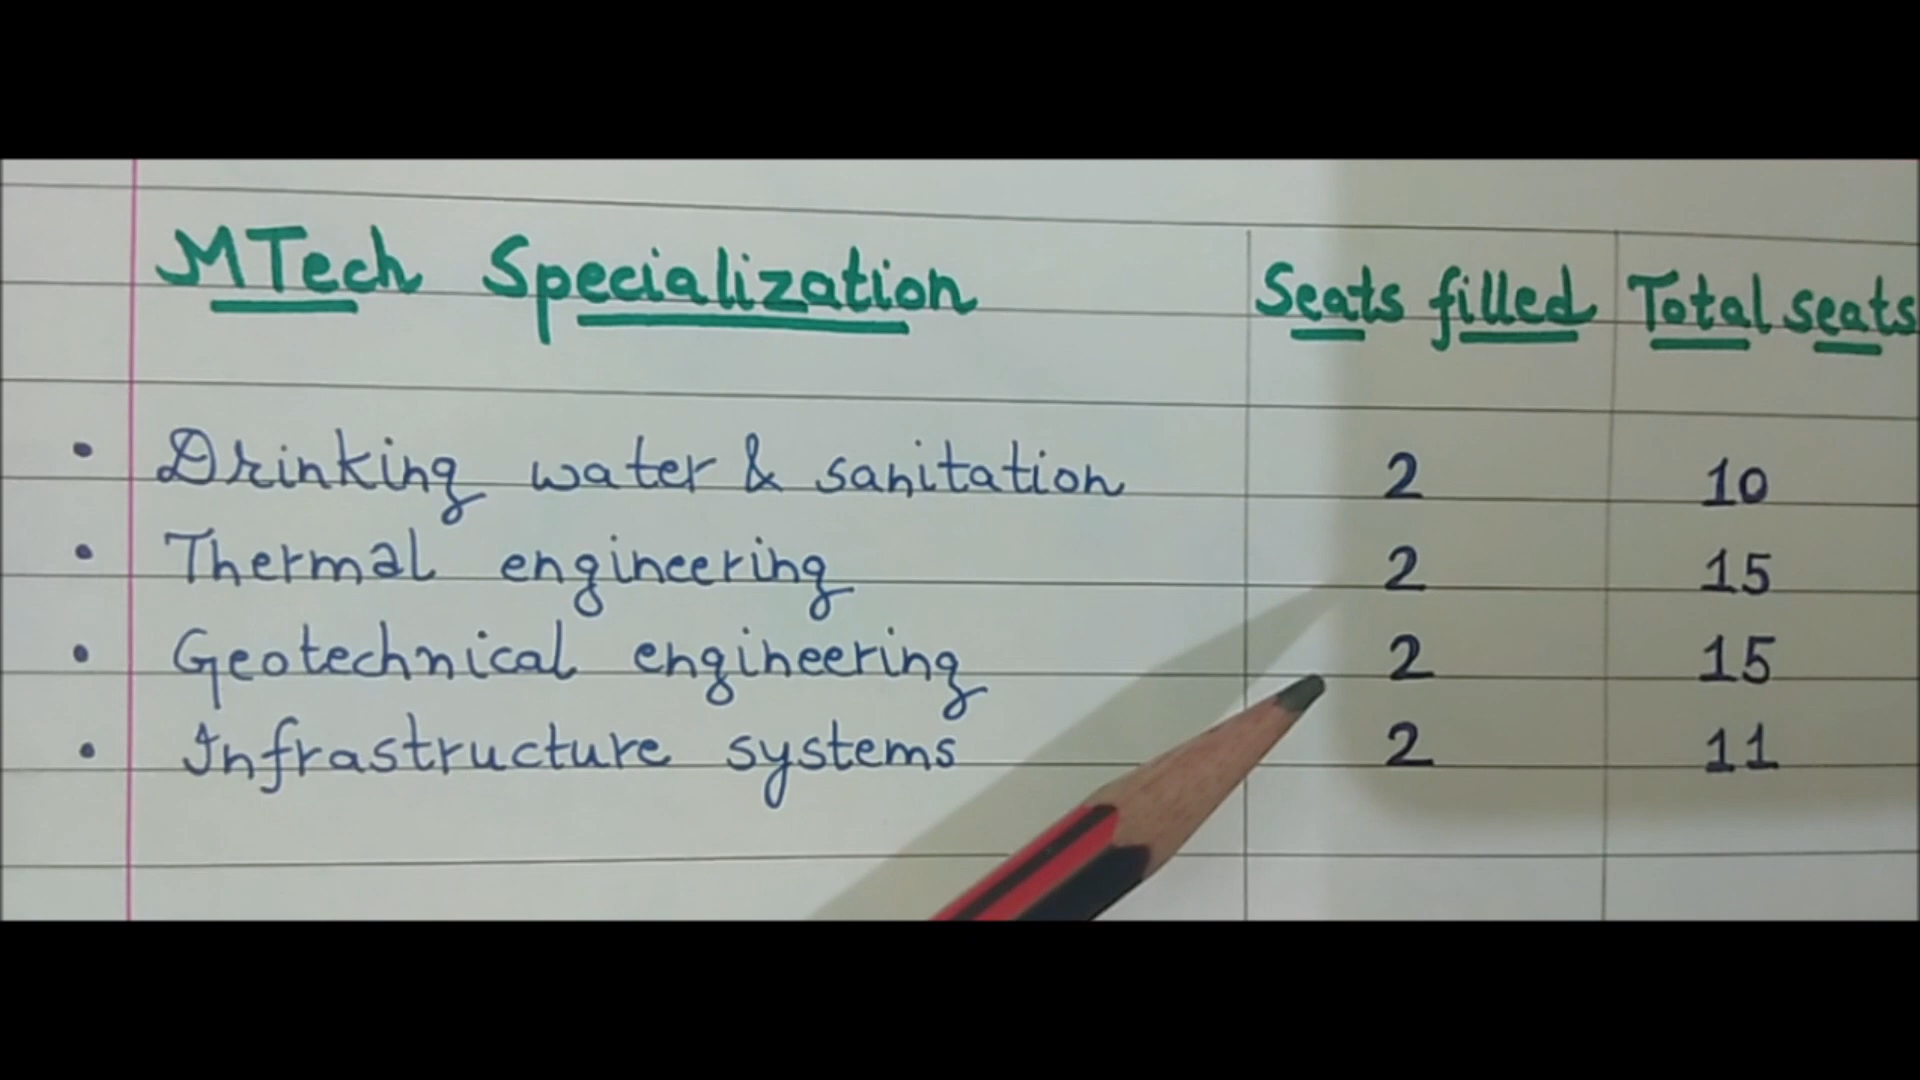 MTech Specialization Seats filled Total seats
• Drinking water & sanitation 2 10
• Thermal engineering 2 15
• Geotechnical engineering 2 15
• Infrastructure systems 2 11